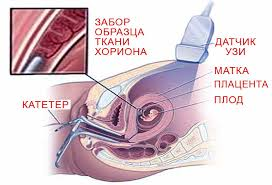 ЗАБОР
ОБРАЗЦА
ТКАНИ
ХОРИОНА
ДАТЧИК
УЗИ
МАТКА
ПЛАЦЕНТА
ПЛОД
КАТЕТЕР